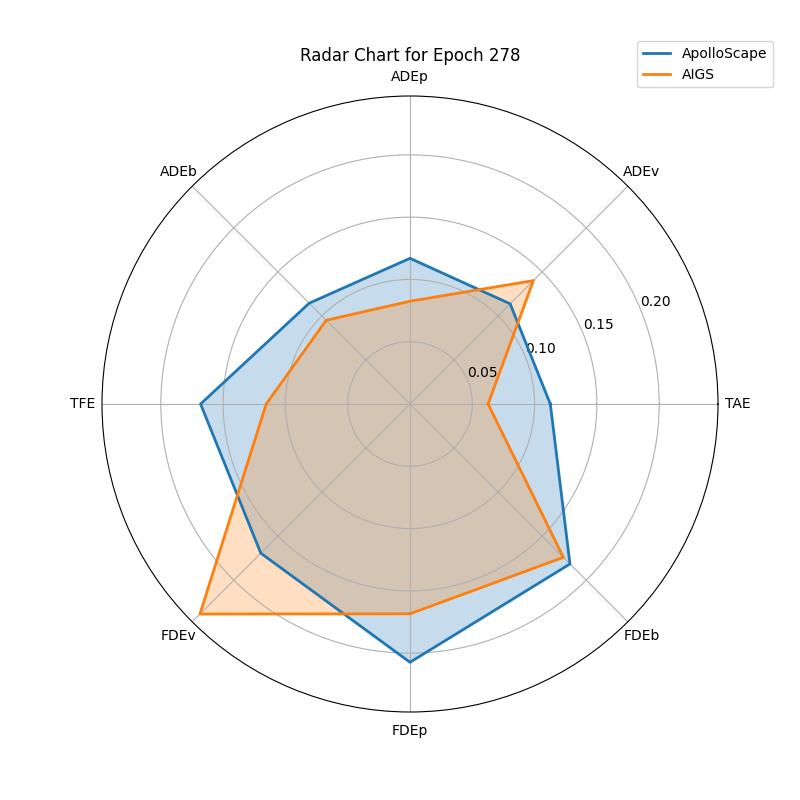 Radar Chart for Epoch 278
ApolloScape
AIGS
ADEp
ADEb
ADEv
0.20
0.15
0.10
0.05
TFE
TAE
FDEv
FDEb
FDEp